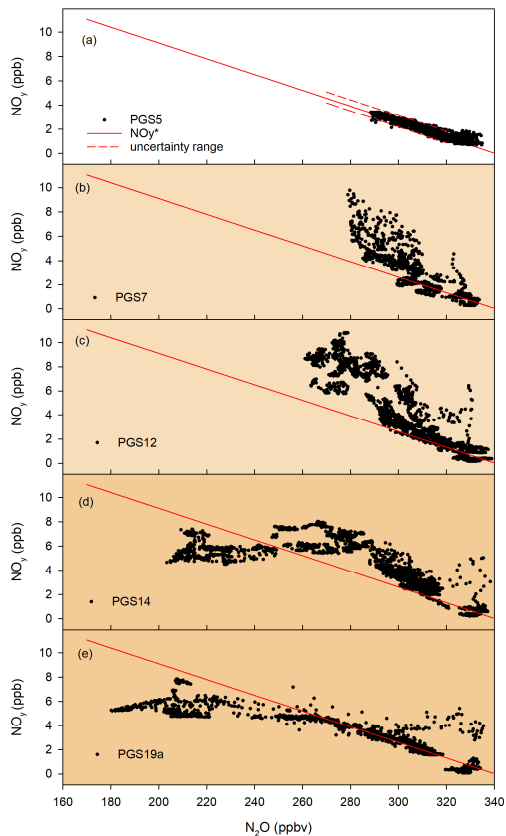 10
8
6
4
2
0
NOy (ppb)
(a)
PGS5
NOy*
uncertainty range
10
8
6
4
2
0
NOy (ppb)
(b)
PGS7
10
8
6
4
2
0
NOy (ppb)
(c)
PGS12
10
8
6
4
2
0
NOy (ppb)
(d)
PGS14
10
8
6
4
2
0
NOy (ppb)
(e)
PGS19a
160 180 200 220 240 260 280 300 320 340
N2O (ppbv)